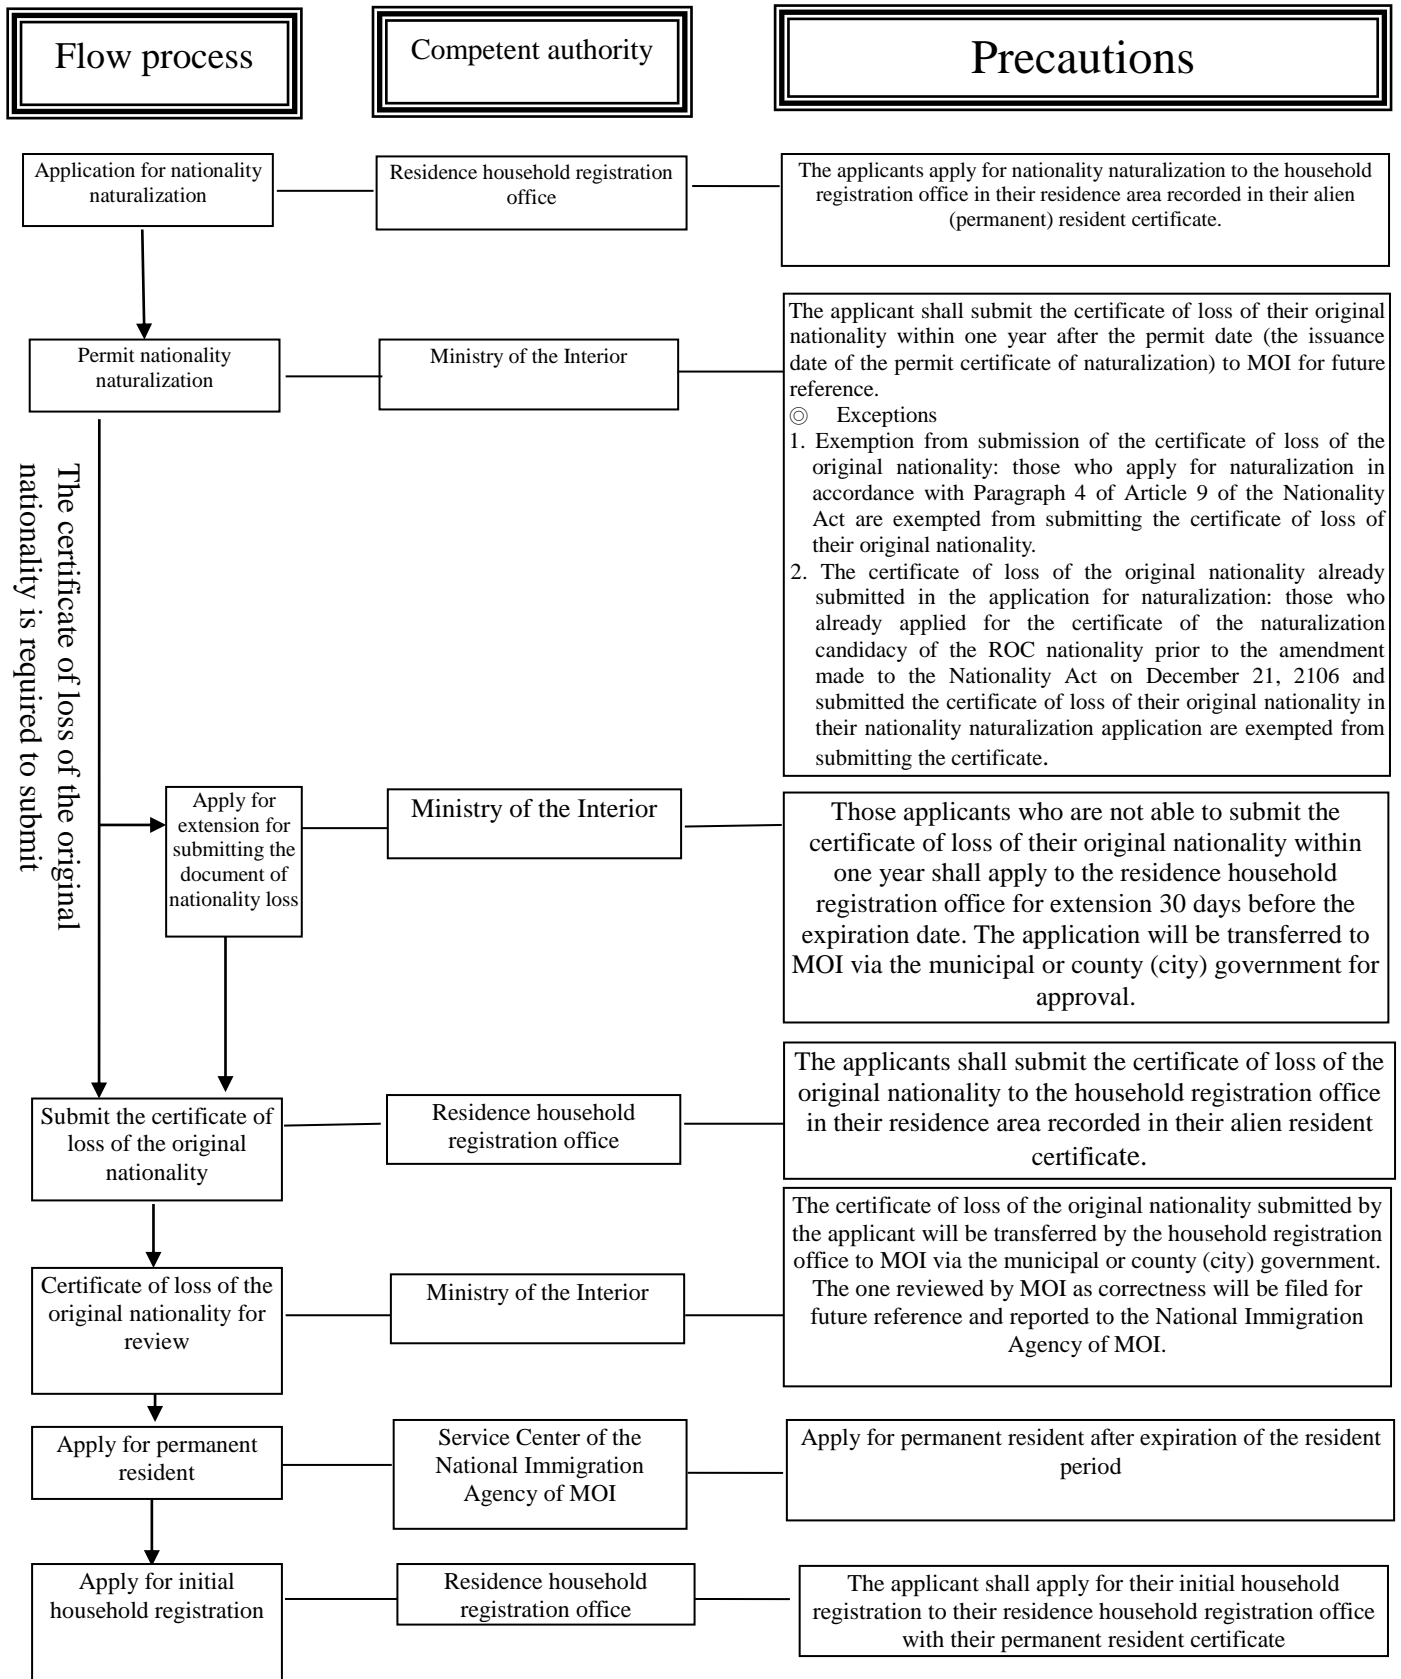 Flow process
Competent authority
Precautions
Application for nationality
naturalization
Residence household registration
office
The applicants apply for nationality naturalization to the household
registration office in their residence area recorded in their alien
(permanent) resident certificate.
Permit nationality
naturalization
Ministry of the Interior
The applicant shall submit the certificate of loss of their original
nationality within one year after the permit date (the issuance
date of the permit certificate of naturalization) to MOI for future
reference.
◎ Exceptions
1. Exemption from submission of the certificate of loss of the
original nationality: those who apply for naturalization in
accordance with Paragraph 4 of Article 9 of the Nationality
Act are exempted from submitting the certificate of loss of
their original nationality.
2. The certificate of loss of the original nationality already
submitted in the application for naturalization: those who
already applied for the certificate of the naturalization
candidacy of the ROC nationality prior to the amendment
made to the Nationality Act on December 21, 2106 and
submitted the certificate of loss of their original nationality in
their nationality naturalization application are exempted from
submitting the certificate.
The certificate of loss of the original
nationality is required to submit
Apply for
extension for
submitting the
document of
nationality loss
Ministry of the Interior
Those applicants who are not able to submit the
certificate of loss of their original nationality within
one year shall apply to the residence household
registration office for extension 30 days before the
expiration date. The application will be transferred to
MOI via the municipal or county (city) government for
approval.
Submit the certificate of
loss of the original
nationality
Residence household
registration office
The applicants shall submit the certificate of loss of the
original nationality to the household registration office
in their residence area recorded in their alien resident
certificate.
Certificate of loss of the
original nationality for
review
Ministry of the Interior
The certificate of loss of the original nationality submitted by
the applicant will be transferred by the household registration
office to MOI via the municipal or county (city) government.
The one reviewed by MOI as correctness will be filed for
future reference and reported to the National Immigration
Agency of MOI.
Apply for permanent
resident
Service Center of the
National Immigration
Agency of MOI
Apply for permanent resident after expiration of the resident
period
Apply for initial
household registration
Residence household
registration office
The applicant shall apply for their initial household
registration to their residence household registration office
with their permanent resident certificate